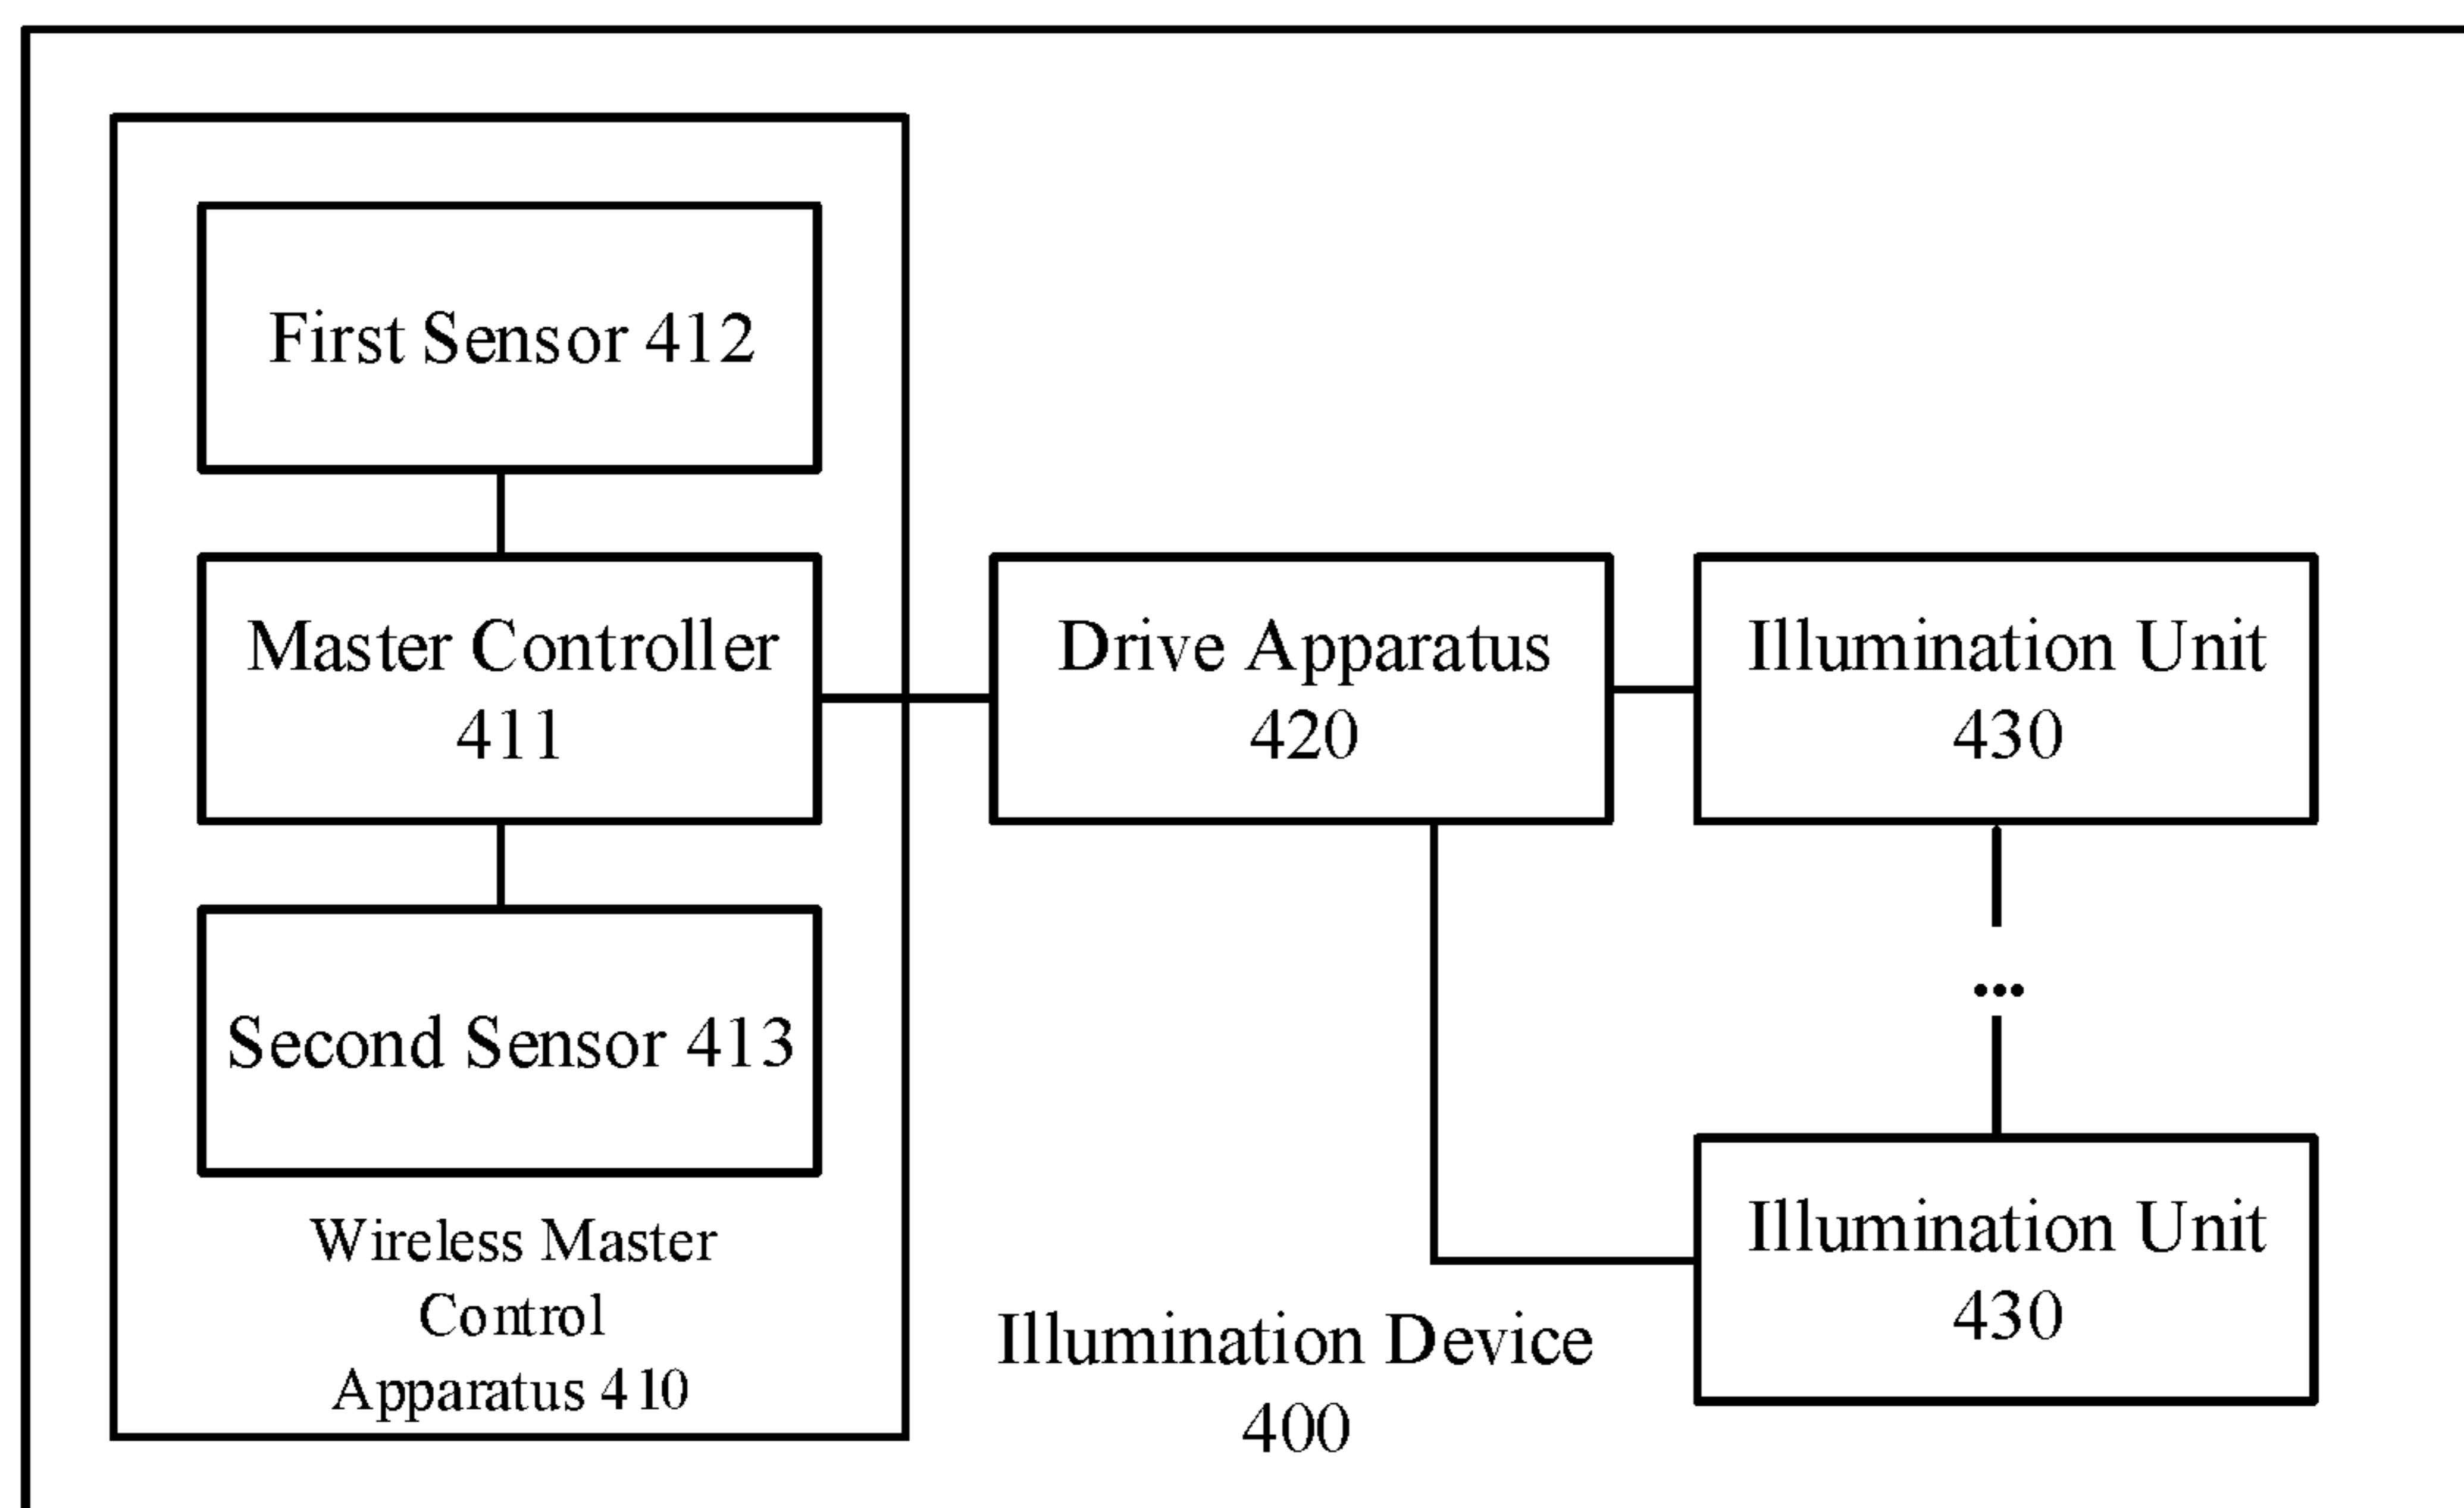 First Sensor 412
Master Controller
411
Second Sensor 413
Wireless Master
Control
Apparatus 410
Drive Apparatus
420
Illumination Unit
430
...
Illumination Unit
430
Illumination Device
400